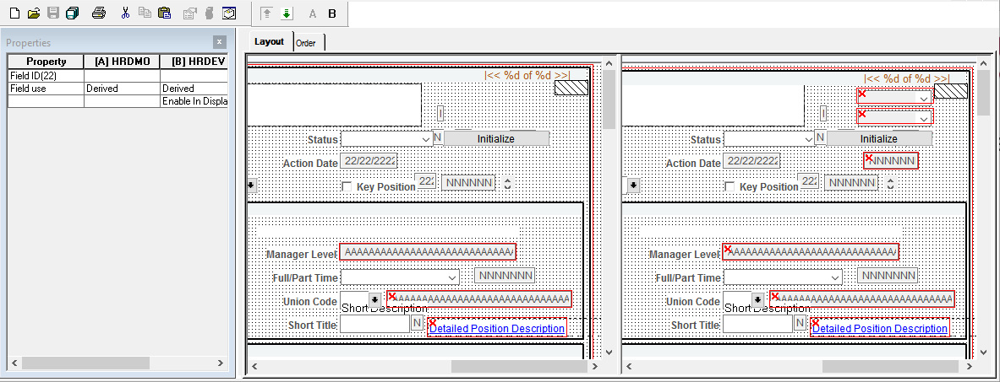 A B
Properties
Property [A] HRDMO [B] HRDEV
Field ID(22)
Field use Derived Derived
Enable In Displa
Layout Order
|<< %d of %d >>|
I
Status N Initialize
Action Date 22/22/2222
Key Position 222 NNNNNN
Manager Level AAAAAAAAAAAAAAAAAAAAAAAAAAAA
Full/Part Time NNNNNNN
Union Code AAAAAAAAAAAAAAAAAAAAAAAAAAAAAA
Short Description
Short Title N Detailed Position Description
|<< %d of %d >>|
I
Status N Initialize
Action Date 22/22/2222 NNNNNN
Key Position 222 NNNNNN
Manager Level AAAAAAAAAAAAAAAAAAAAAAAAAAAA
Full/Part Time NNNNNNN
Union Code AAAAAAAAAAAAAAAAAAAAAAAAAAAAAA
Short Description
Short Title N Detailed Position Description